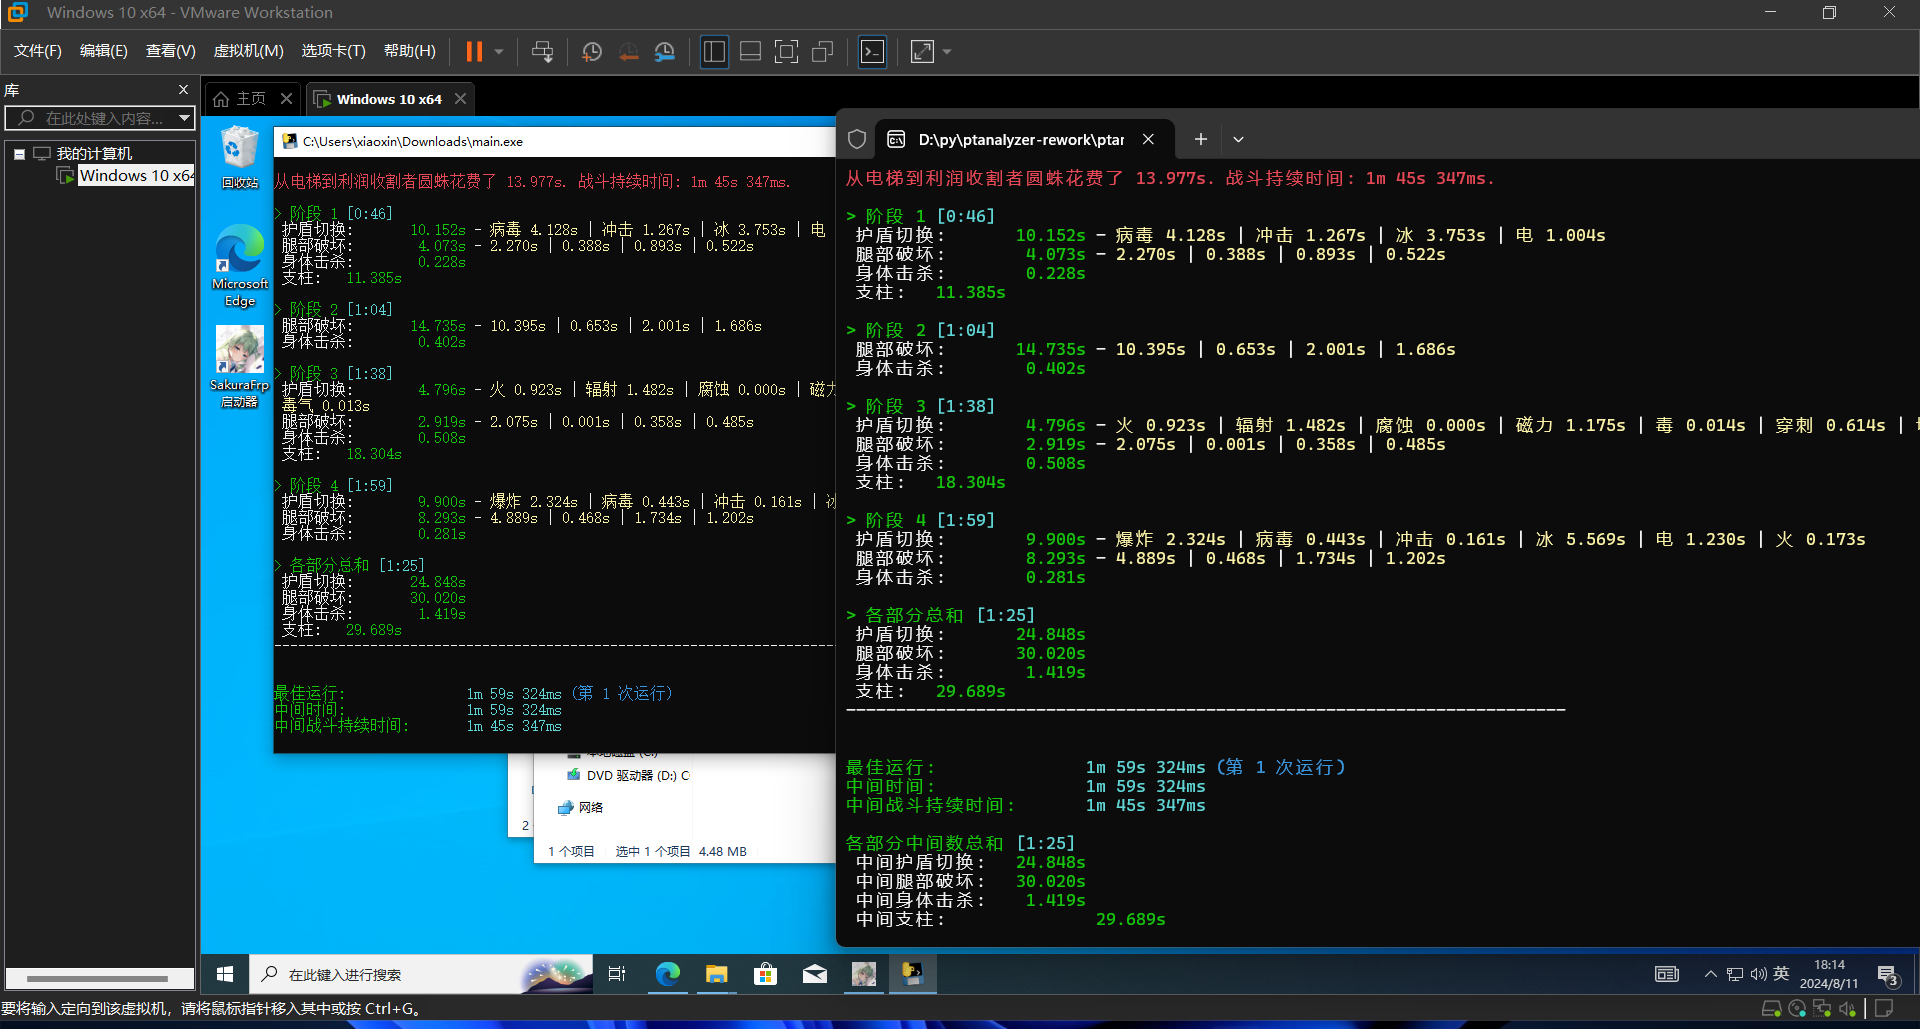 Windows 10 x64 - VMware Workstation
文件(F) 编辑(E) 查看(V) 虚拟机(M) 选项卡(T) 帮助(H)
库
在此处键入内容...
我的计算机
Windows 10 x64
主页
Windows 10 x64
回收站
Microsoft
Edge
SakuraFrp
启动器
C:\Users\xiaoxin\Downloads\main.exe
从电梯到利润收割者圆蛛花费了 13.977s. 战斗持续时间: 1m 45s 347ms.
> 阶段 1 [0:46]
护盾切换: 10.152s - 病毒 4.128s | 冲击 1.267s | 冰 3.753s | 电
腿部破坏: 4.073s - 2.270s | 0.388s | 0.893s | 0.522s
身体击杀: 0.228s
支柱: 11.385s
> 阶段 2 [1:04]
腿部破坏: 14.735s - 10.395s | 0.653s | 2.001s | 1.686s
身体击杀: 0.402s
> 阶段 3 [1:38]
护盾切换: 4.796s - 火 0.923s | 辐射 1.482s | 腐蚀 0.000s | 磁力
毒气 0.013s
腿部破坏: 2.919s - 2.075s | 0.001s | 0.358s | 0.485s
身体击杀: 0.508s
支柱: 18.304s
> 阶段 4 [1:59]
护盾切换: 9.900s - 爆炸 2.324s | 病毒 0.443s | 冲击 0.161s | 冰
腿部破坏: 8.293s - 4.889s | 0.468s | 1.734s | 1.202s
身体击杀: 0.281s
> 各部分总和 [1:25]
护盾切换: 24.848s
腿部破坏: 30.020s
身体击杀: 1.419s
支柱: 29.689s
--------------------------------------------------------------------
最佳运行: 1m 59s 324ms (第 1 次运行)
中间时间: 1m 59s 324ms
中间战斗持续时间: 1m 45s 347ms
DVD 驱动器 (D:) C
网络
2
1 个项目 选中 1 个项目 4.48 MB
D:\py\ptanalyzer-rework\ptar
从电梯到利润收割者圆蛛花费了 13.977s. 战斗持续时间: 1m 45s 347ms.
> 阶段 1 [0:46]
护盾切换: 10.152s - 病毒 4.128s | 冲击 1.267s | 冰 3.753s | 电 1.004s
腿部破坏: 4.073s - 2.270s | 0.388s | 0.893s | 0.522s
身体击杀: 0.228s
支柱: 11.385s
> 阶段 2 [1:04]
腿部破坏: 14.735s - 10.395s | 0.653s | 2.001s | 1.686s
身体击杀: 0.402s
> 阶段 3 [1:38]
护盾切换: 4.796s - 火 0.923s | 辐射 1.482s | 腐蚀 0.000s | 磁力 1.175s | 毒 0.014s | 穿刺 0.614s |
腿部破坏: 2.919s - 2.075s | 0.001s | 0.358s | 0.485s
身体击杀: 0.508s
支柱: 18.304s
> 阶段 4 [1:59]
护盾切换: 9.900s - 爆炸 2.324s | 病毒 0.443s | 冲击 0.161s | 冰 5.569s | 电 1.230s | 火 0.173s
腿部破坏: 8.293s - 4.889s | 0.468s | 1.734s | 1.202s
身体击杀: 0.281s
> 各部分总和 [1:25]
护盾切换: 24.848s
腿部破坏: 30.020s
身体击杀: 1.419s
支柱: 29.689s
------------------------------------------------------------------------
最佳运行: 1m 59s 324ms (第 1 次运行)
中间时间: 1m 59s 324ms
中间战斗持续时间: 1m 45s 347ms
各部分中间数总和 [1:25]
中间护盾切换: 24.848s
中间腿部破坏: 30.020s
中间身体击杀: 1.419s
中间支柱: 29.689s
在此键入进行搜索
英
18:14
2024/8/11
3
要将输入定向到该虚拟机，请将鼠标指针移入其中或按 Ctrl+G。